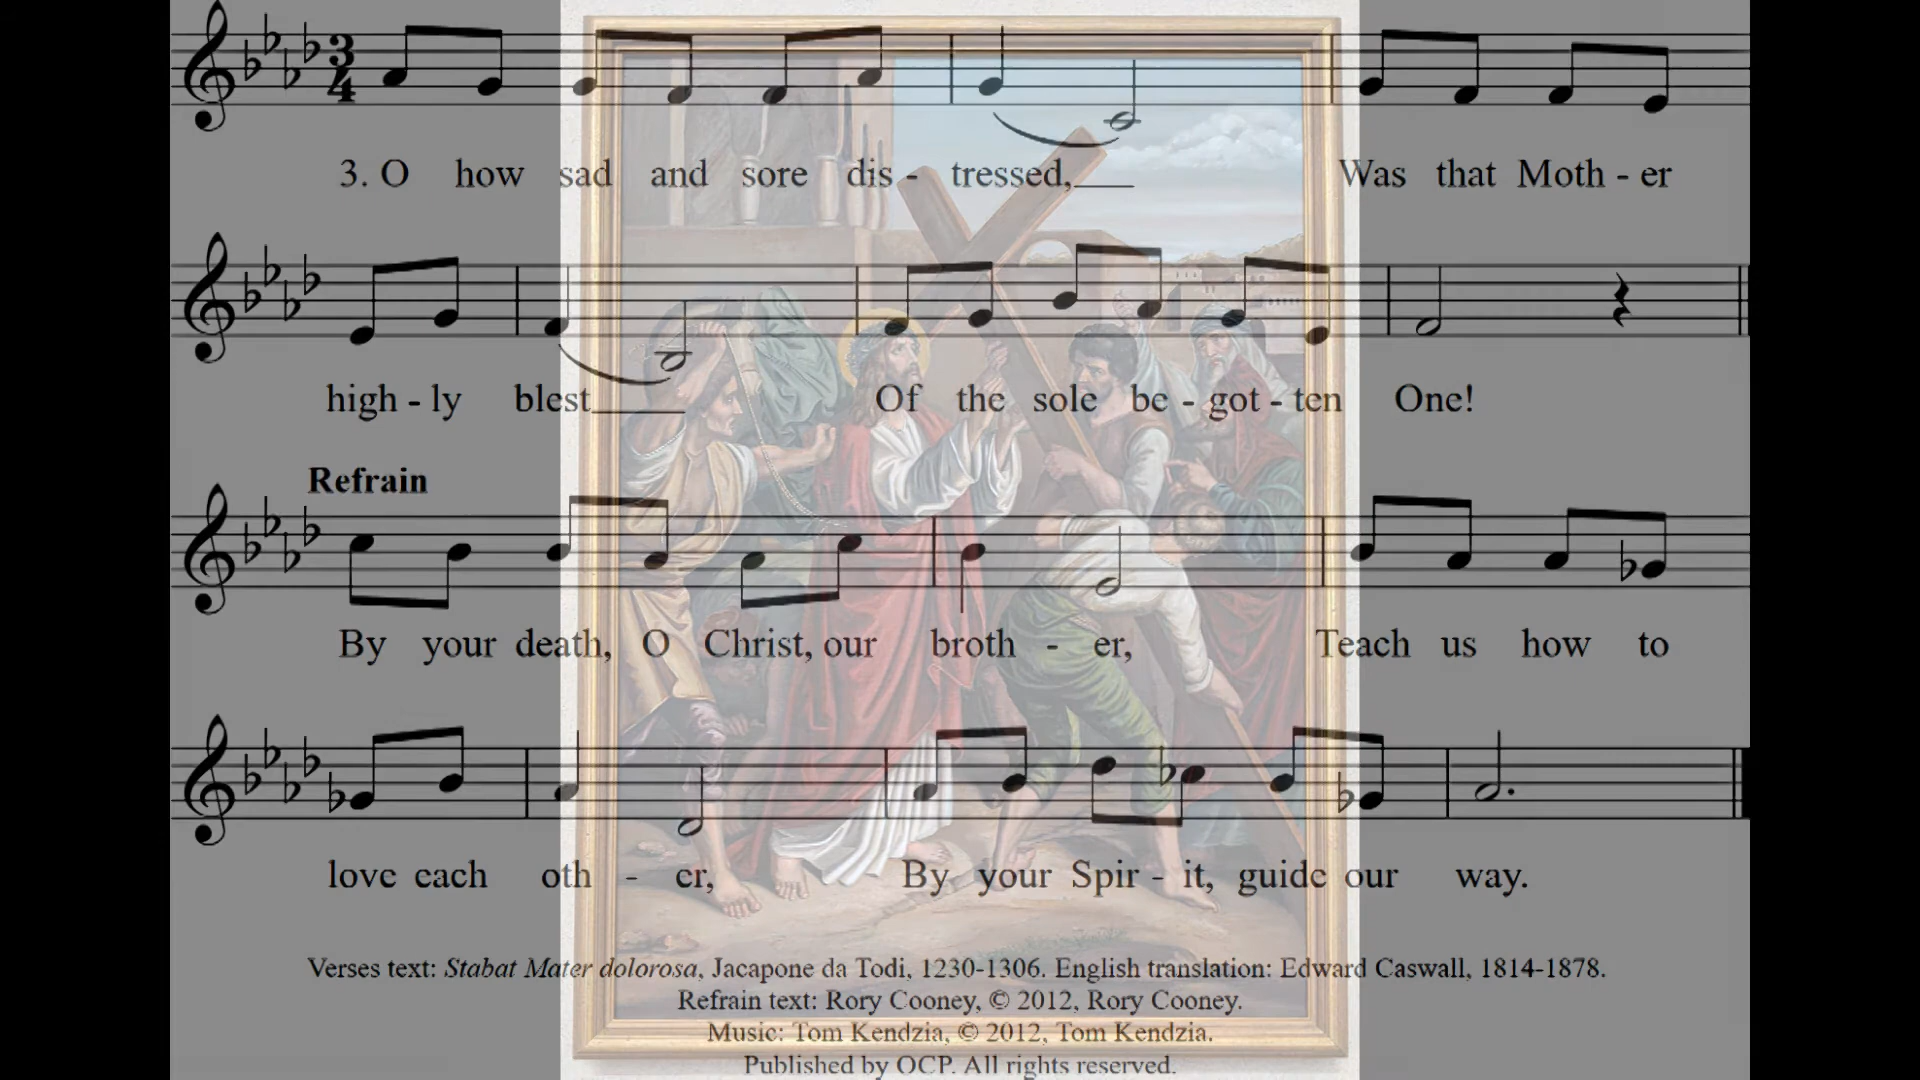 3. O how sad and sore dis - tressed, Was that Moth - er
high - ly blest Of the sole be - got - ten One!
Refrain
By your death, O Christ, our broth - er, Teach us how to
love each oth - er, By your Spir - it, guide our way.
Verses text: Stabat Mater dolorosa, Jacapone da Todi, 1230-1306. English translation: Edward Caswall, 1814-1878.
Refrain text: Rory Cooney, © 2012, Rory Cooney.
Music: Tom Kendzia, © 2012, Tom Kendzia.
Published by OCP. All rights reserved.